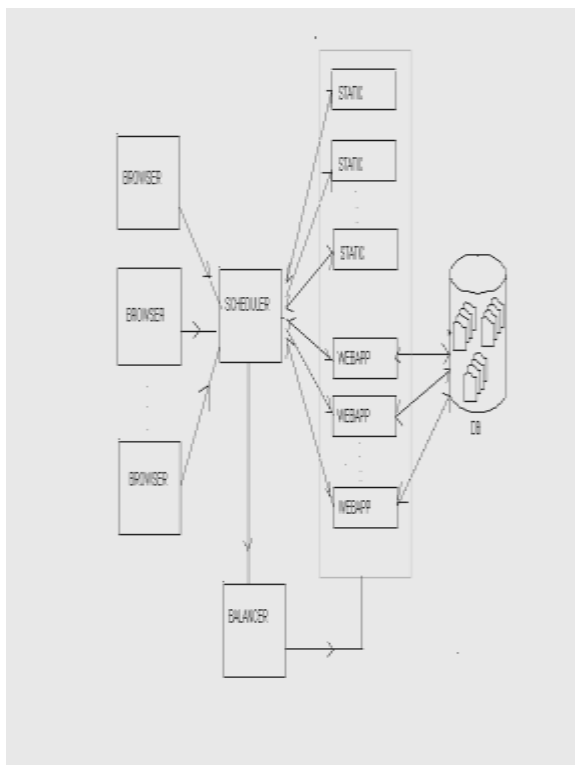 STATIC
STATIC
STATIC
BROWSER
BROWSER
BROWSER
SCHEDULER
WEBAPP
WEBAPP
WEBAPP
DB
BALANCER